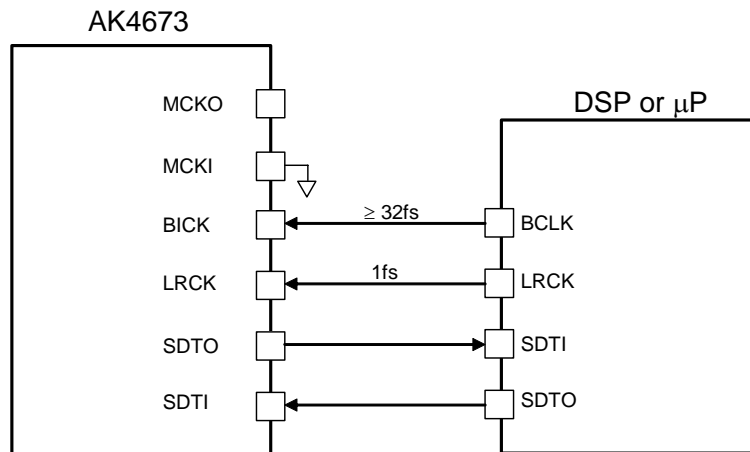 AK4673
DSP or μP
MCKO
MCKI
BICK
≥ 32fs
BCLK
LRCK
1fs
LRCK
SDTO
SDTI
SDTI
SDTO